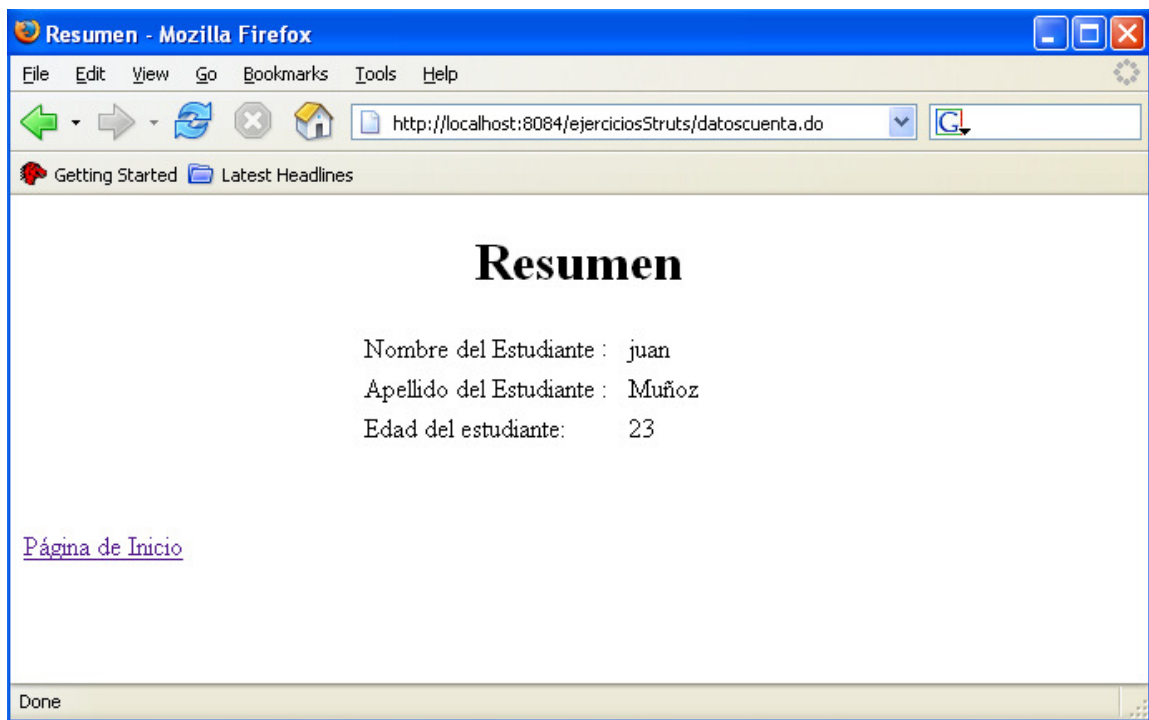 Resumen - Mozilla Firefox
File Edit View Go Bookmarks Tools Help
http://localhost:8084/ejerciciosStruts/datoscuenta.do
G
Getting Started Latest Headlines
Resumen
Nombre del Estudiante : juan
Apellido del Estudiante : Muñoz
Edad del estudiante: 23
Página de Inicio
Done